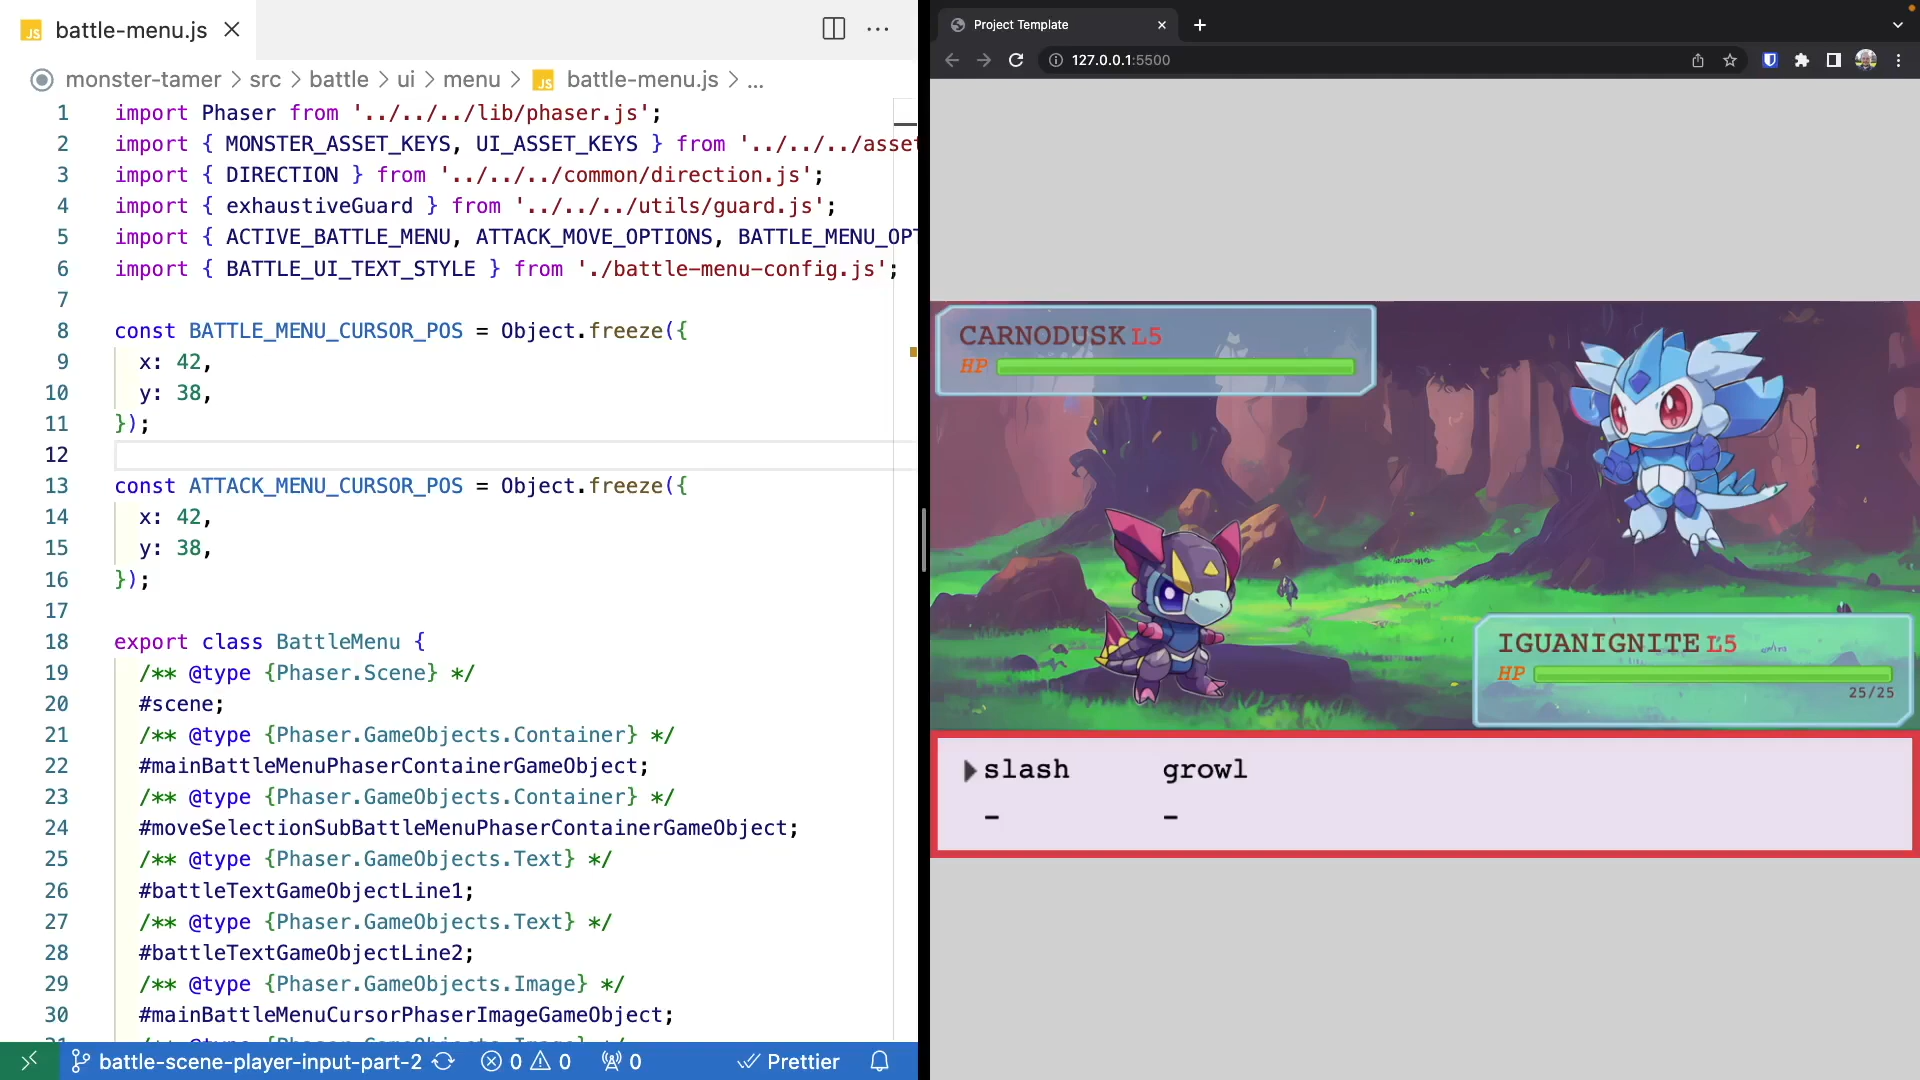 battle-menu.js
monster-tamer > src > battle > ui > menu > JS battle-menu.js > ...
1 import Phaser from '../../../lib/phaser.js';
2 import { MONSTER_ASSET_KEYS, UI_ASSET_KEYS } from '../../../asset
3 import { DIRECTION } from '../../../common/direction.js';
4 import { exhaustiveGuard } from '../../../utils/guard.js';
5 import { ACTIVE_BATTLE_MENU, ATTACK_MOVE_OPTIONS, BATTLE_MENU_OPT
6 import { BATTLE_UI_TEXT_STYLE } from './battle-menu-config.js';
7
8 const BATTLE_MENU_CURSOR_POS = Object.freeze({
9 x: 42,
10 y: 38,
11 });
12
13 const ATTACK_MENU_CURSOR_POS = Object.freeze({
14 x: 42,
15 y: 38,
16 });
17
18 export class BattleMenu {
19 /** @type {Phaser.Scene} */
20 #scene;
21 /** @type {Phaser.GameObjects.Container} */
22 #mainBattleMenuPhaserContainerGameObject;
23 /** @type {Phaser.GameObjects.Container} */
24 #moveSelectionSubBattleMenuPhaserContainerGameObject;
25 /** @type {Phaser.GameObjects.Text} */
26 #battleTextGameObjectLine1;
27 /** @type {Phaser.GameObjects.Text} */
28 #battleTextGameObjectLine2;
29 /** @type {Phaser.GameObjects.Image} */
30 #mainBattleMenuCursorPhaserImageGameObject;
battle-scene-player-input-part-2 0 0 0 Prettier
Project Template
127.0.0.1:5500
CARNODUSK L5
HP
IGUANIGNITE L5
HP
25/25
slash growl
- -